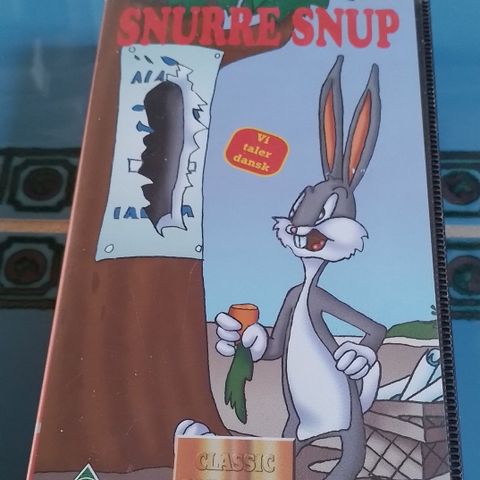 SNURRE SNUP
Vi
taler
dansk
CLASSIC